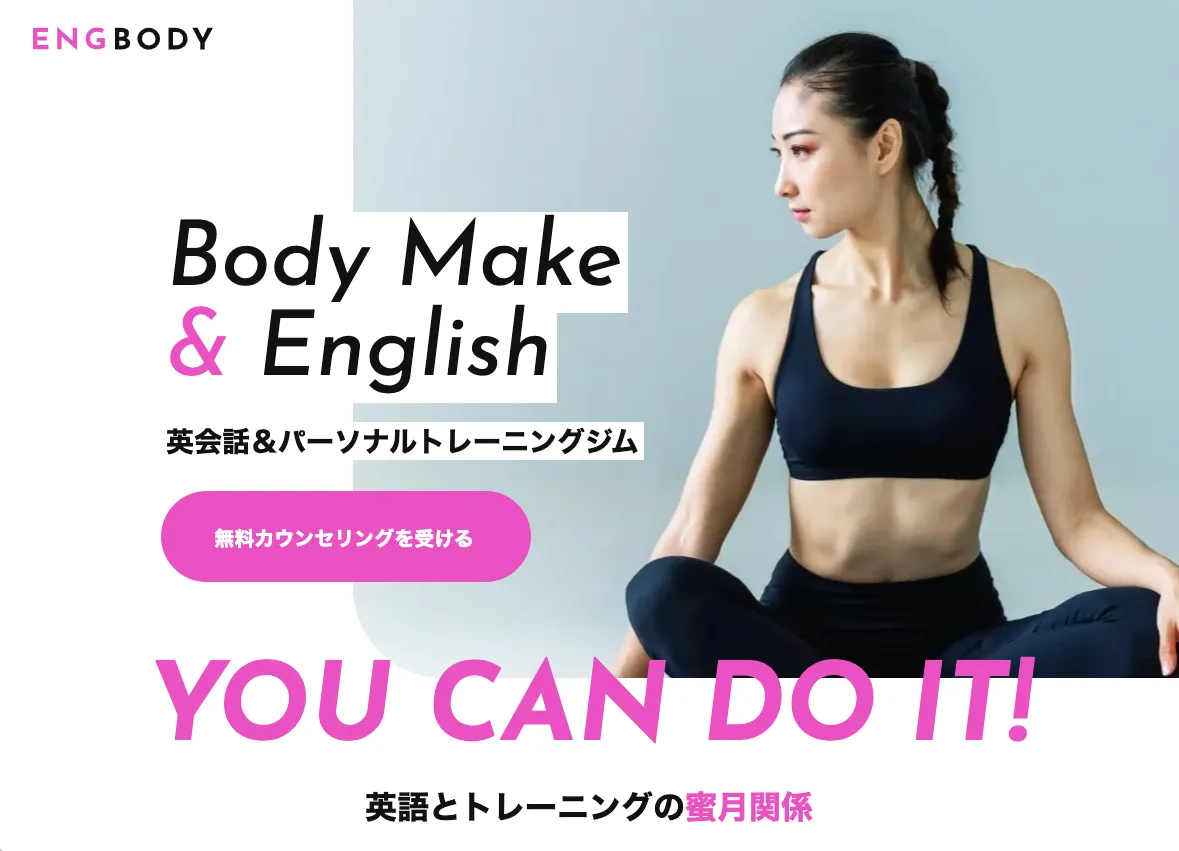 ENGBODY
Body Make
& English
英会話＆パーソナルトレーニングジム
無料カウンセリングを受ける
YOU CAN DO IT!
英語とトレーニングの蜜月関係